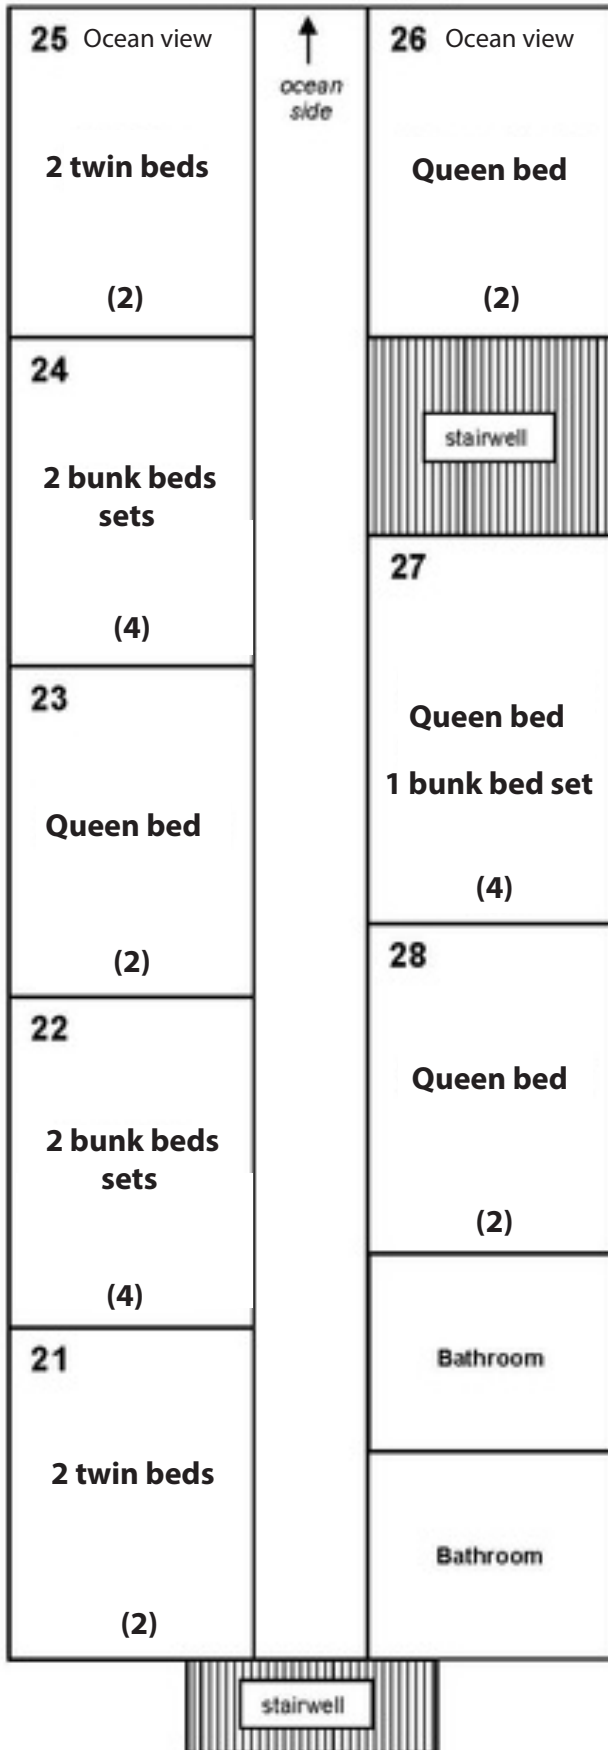 25 Ocean view
2 twin beds
(2)
24
2 bunk beds
sets
(4)
23
Queen bed
(2)
22
2 bunk beds
sets
(4)
21
2 twin beds
(2)
ocean
side
26 Ocean view
Queen bed
(2)
stairwell
27
Queen bed
1 bunk bed set
(4)
28
Queen bed
(2)
Bathroom
Bathroom
stairwell